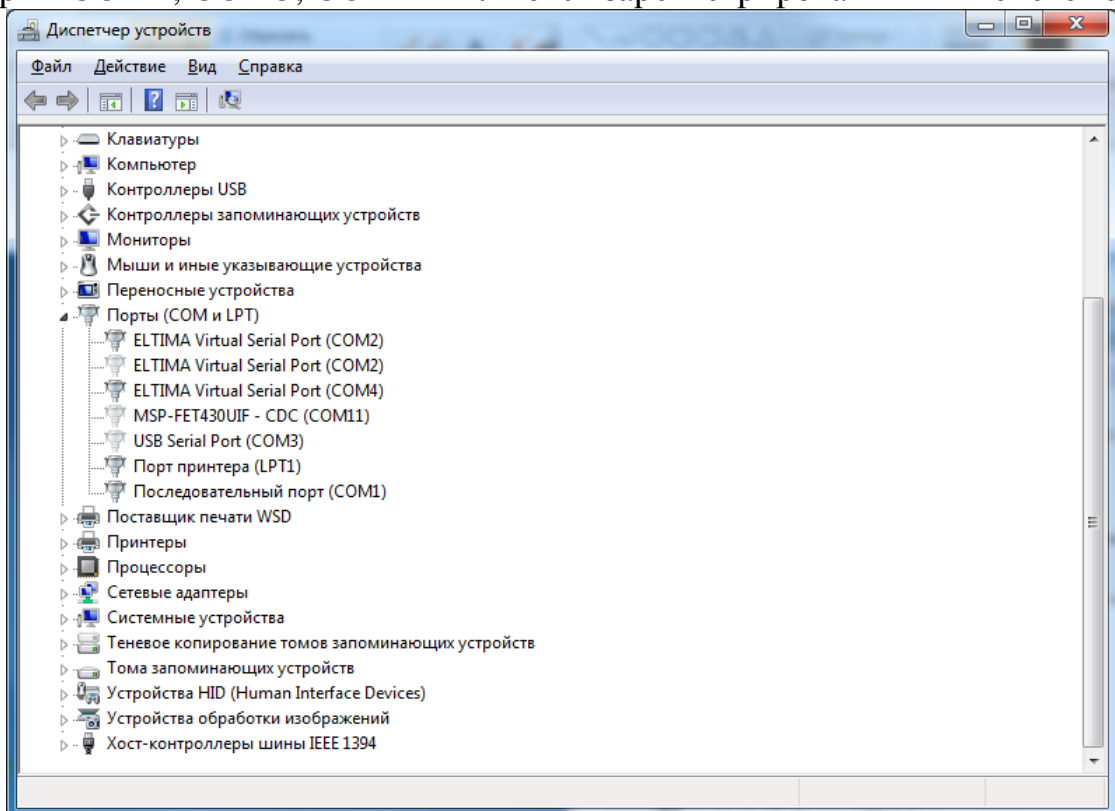 Диспетчер устройств
Файл Действие Вид Справка
Клавиатуры
Компьютер
Контроллеры USB
Контроллеры запоминающих устройств
Мониторы
Мыши и иные указывающие устройства
Переносные устройства
Порты (COM и LPT)
ELTIMA Virtual Serial Port (COM2)
ELTIMA Virtual Serial Port (COM2)
ELTIMA Virtual Serial Port (COM4)
MSP-FET430UIF - CDC (COM11)
USB Serial Port (COM3)
Порт принтера (LPT1)
Последовательный порт (COM1)
Поставщик печати WSD
Принтеры
Процессоры
Сетевые адаптеры
Системные устройства
Теневое копирование томов запоминающих устройств
Тома запоминающих устройств
Устройства HID (Human Interface Devices)
Устройства обработки изображений
Хост-контроллеры шины IEEE 1394